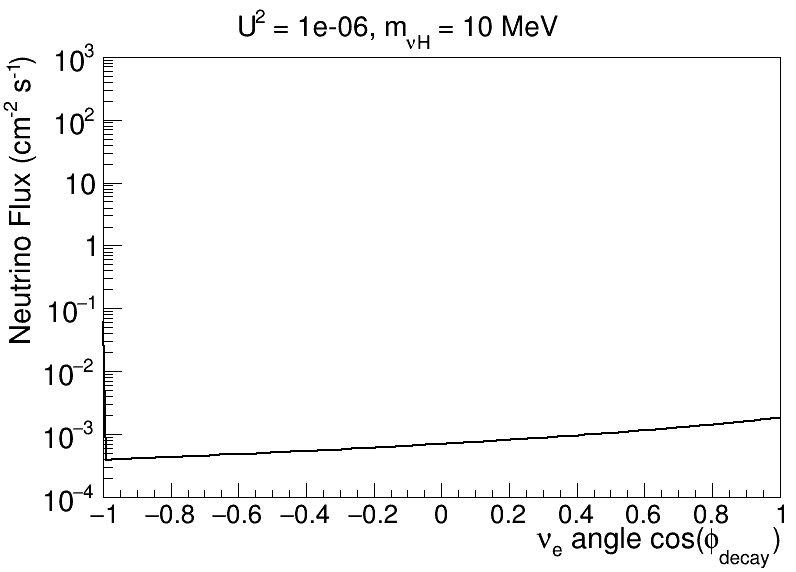 U² = 1e-06, m_νH = 10 MeV
Neutrino Flux (cm⁻² s⁻¹)
10³
10²
10
1
10⁻¹
10⁻²
10⁻³
10⁻⁴
−1 −0.8 −0.6 −0.4 −0.2 0 0.2 0.4 0.6 0.8 1
ν_e angle cos(ϕ_decay)